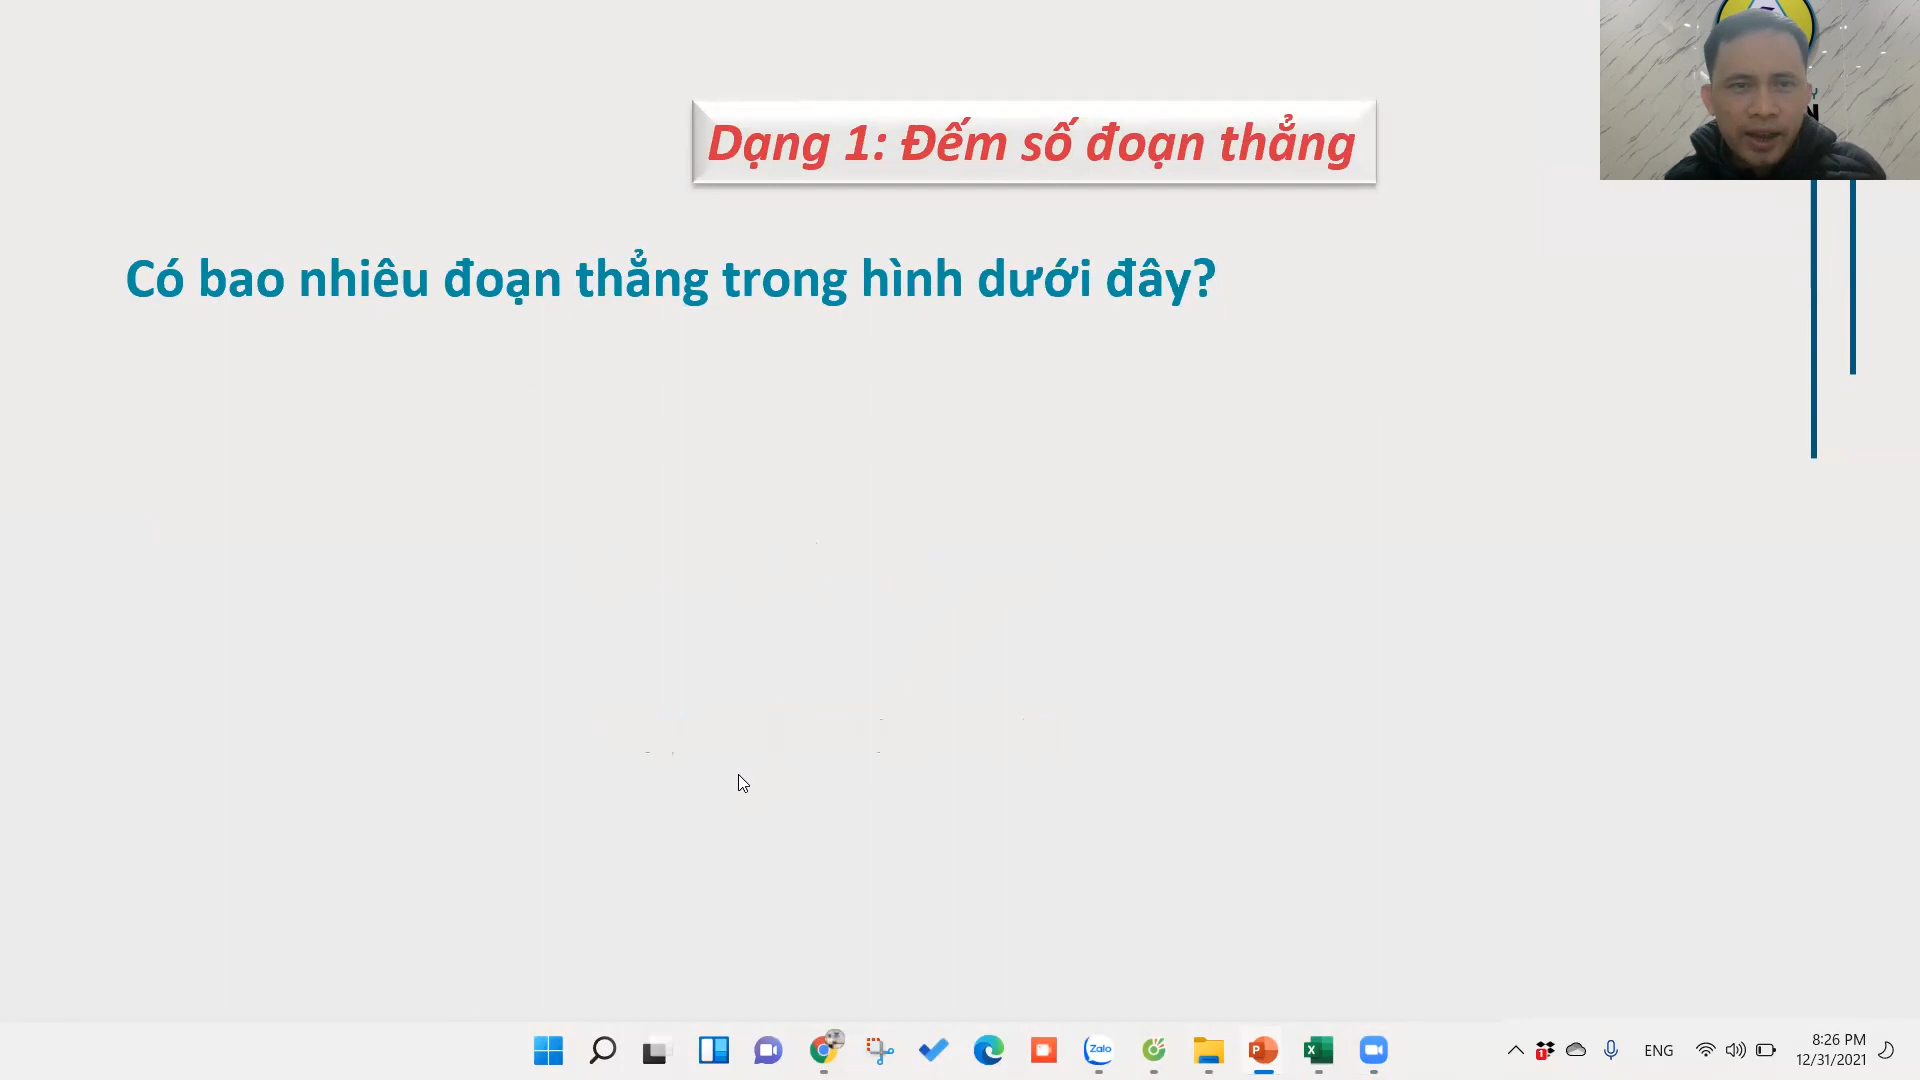 Dạng 1: Đếm số đoạn thẳng
Có bao nhiêu đoạn thẳng trong hình dưới đây?
Zalo
ENG
8:26 PM
12/31/2021